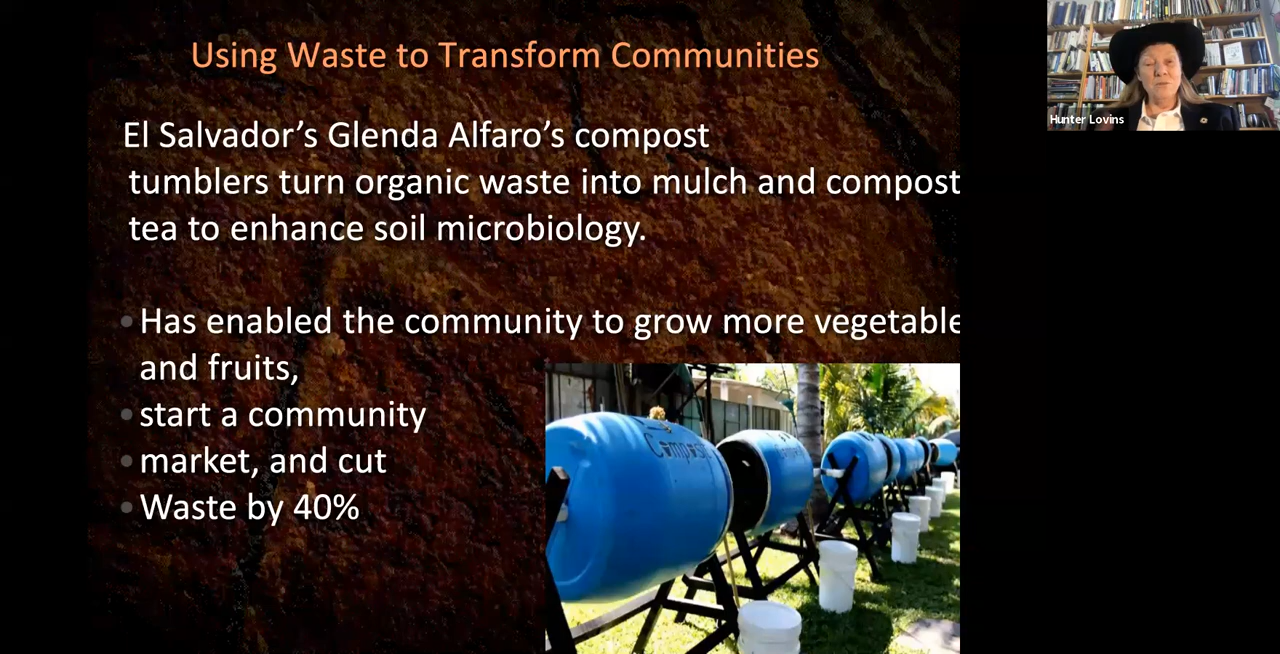 Using Waste to Transform Communities
Hunter Lovins
El Salvador’s Glenda Alfaro’s compost
tumblers turn organic waste into mulch and compost
tea to enhance soil microbiology.
• Has enabled the community to grow more vegetable
and fruits,
• start a community
• market, and cut
• Waste by 40%
Compost